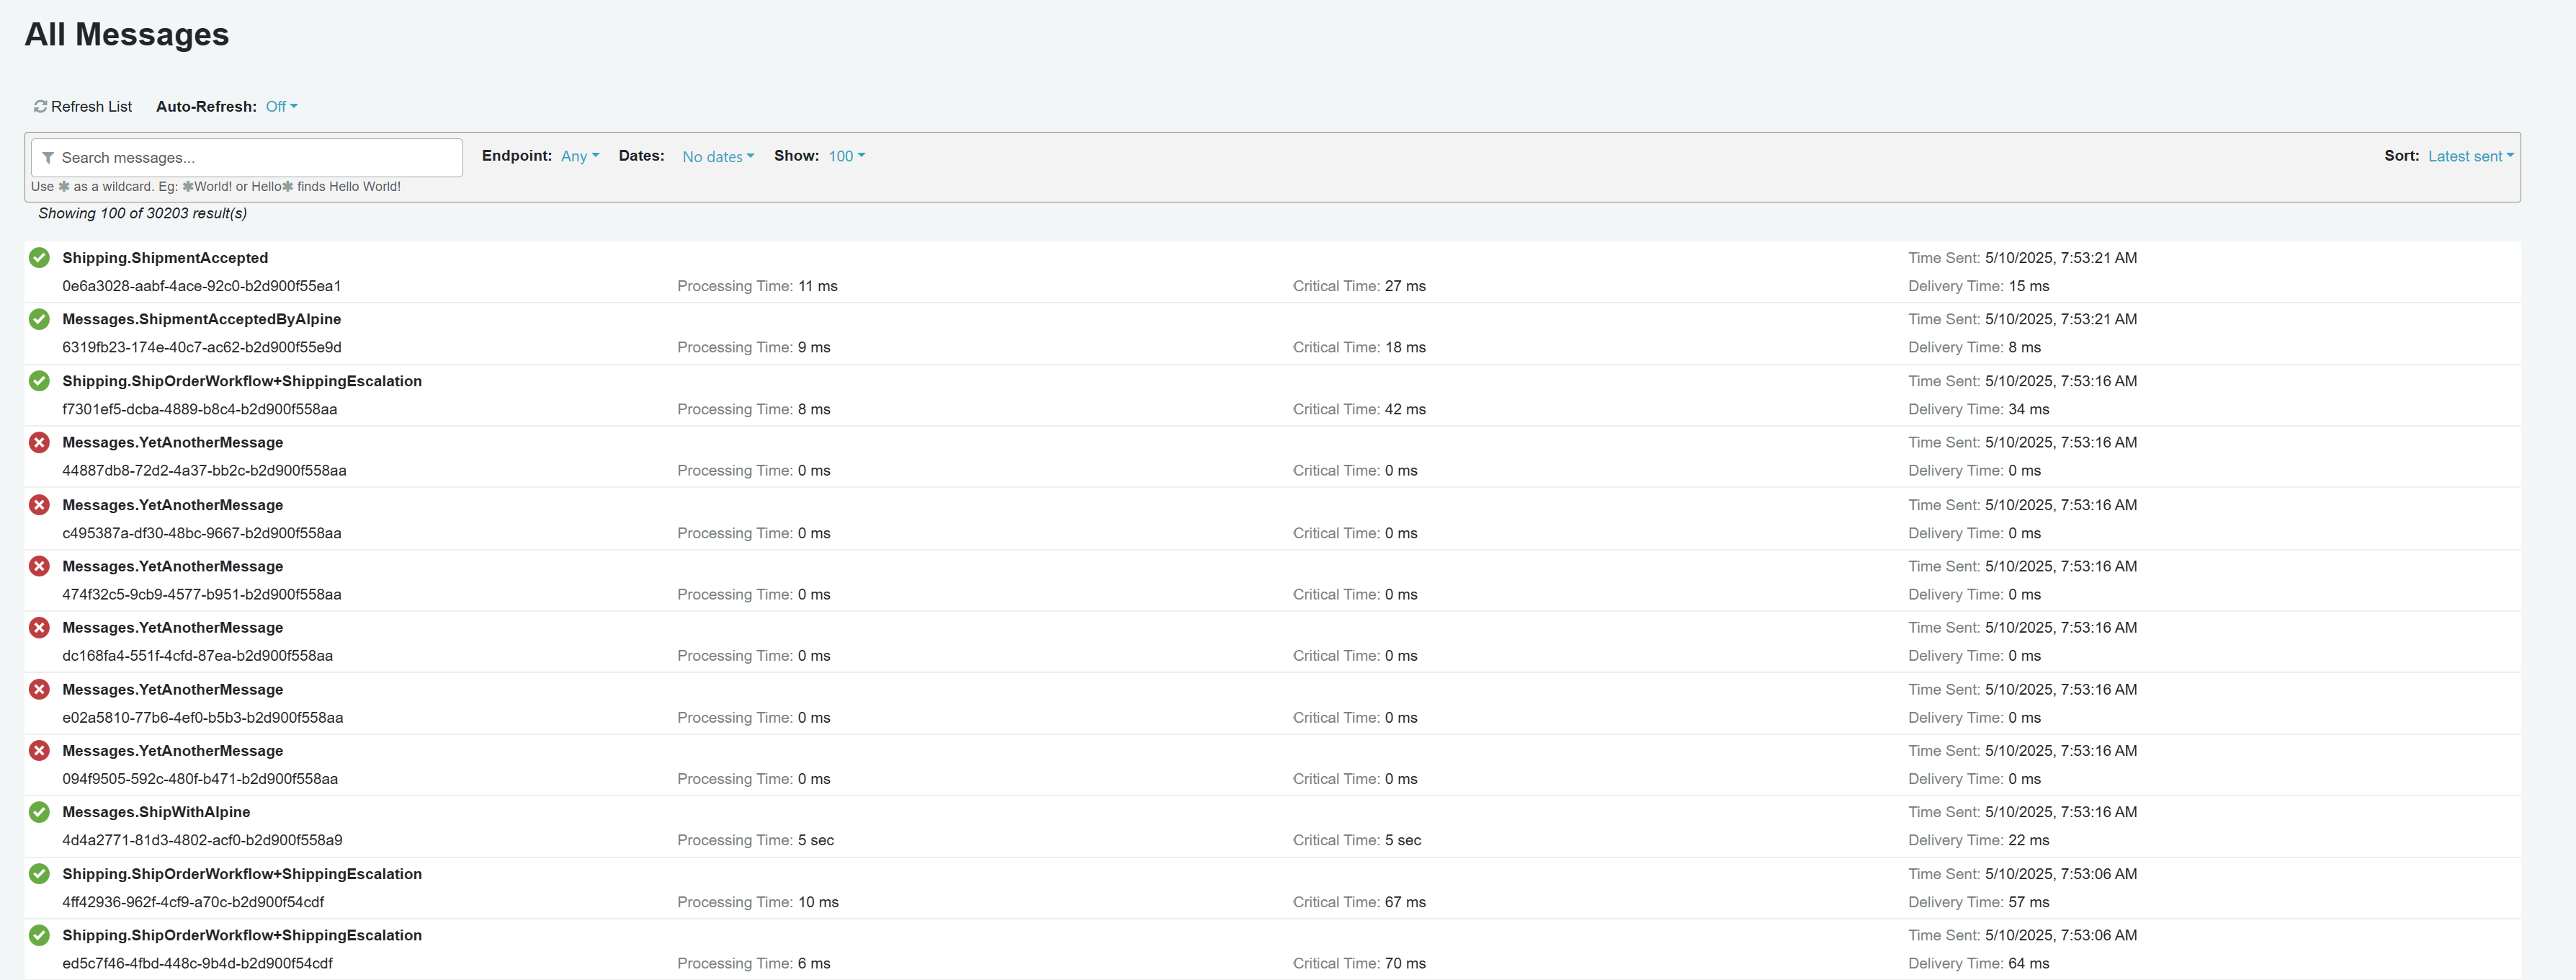 All Messages
Refresh List Auto-Refresh: Off
Search messages... Endpoint: Any Dates: No dates Show: 100 Sort: Latest sent
Use ✱ as a wildcard. Eg: ✱World! or Hello✱ finds Hello World!
Showing 100 of 30203 result(s)
Shipping.ShipmentAccepted Time Sent: 5/10/2025, 7:53:21 AM
0e6a3028-aabf-4ace-92c0-b2d900f55ea1 Processing Time: 11 ms Critical Time: 27 ms Delivery Time: 15 ms
Messages.ShipmentAcceptedByAlpine Time Sent: 5/10/2025, 7:53:21 AM
6319fb23-174e-40c7-ac62-b2d900f55e9d Processing Time: 9 ms Critical Time: 18 ms Delivery Time: 8 ms
Shipping.ShipOrderWorkflow+ShippingEscalation Time Sent: 5/10/2025, 7:53:16 AM
f7301ef5-dcba-4889-b8c4-b2d900f558aa Processing Time: 8 ms Critical Time: 42 ms Delivery Time: 34 ms
Messages.YetAnotherMessage Time Sent: 5/10/2025, 7:53:16 AM
44887db8-72d2-4a37-bb2c-b2d900f558aa Processing Time: 0 ms Critical Time: 0 ms Delivery Time: 0 ms
Messages.YetAnotherMessage Time Sent: 5/10/2025, 7:53:16 AM
c495387a-df30-48bc-9667-b2d900f558aa Processing Time: 0 ms Critical Time: 0 ms Delivery Time: 0 ms
Messages.YetAnotherMessage Time Sent: 5/10/2025, 7:53:16 AM
474f32c5-9cb9-4577-b951-b2d900f558aa Processing Time: 0 ms Critical Time: 0 ms Delivery Time: 0 ms
Messages.YetAnotherMessage Time Sent: 5/10/2025, 7:53:16 AM
dc168fa4-551f-4cfd-87ea-b2d900f558aa Processing Time: 0 ms Critical Time: 0 ms Delivery Time: 0 ms
Messages.YetAnotherMessage Time Sent: 5/10/2025, 7:53:16 AM
e02a5810-77b6-4ef0-b5b3-b2d900f558aa Processing Time: 0 ms Critical Time: 0 ms Delivery Time: 0 ms
Messages.YetAnotherMessage Time Sent: 5/10/2025, 7:53:16 AM
094f9505-592c-480f-b471-b2d900f558aa Processing Time: 0 ms Critical Time: 0 ms Delivery Time: 0 ms
Messages.ShipWithAlpine Time Sent: 5/10/2025, 7:53:16 AM
4d4a2771-81d3-4802-acf0-b2d900f558a9 Processing Time: 5 sec Critical Time: 5 sec Delivery Time: 22 ms
Shipping.ShipOrderWorkflow+ShippingEscalation Time Sent: 5/10/2025, 7:53:06 AM
4ff42936-962f-4cf9-a70c-b2d900f54cdf Processing Time: 10 ms Critical Time: 67 ms Delivery Time: 57 ms
Shipping.ShipOrderWorkflow+ShippingEscalation Time Sent: 5/10/2025, 7:53:06 AM
ed5c7f46-4fbd-448c-9b4d-b2d900f54cdf Processing Time: 6 ms Critical Time: 70 ms Delivery Time: 64 ms